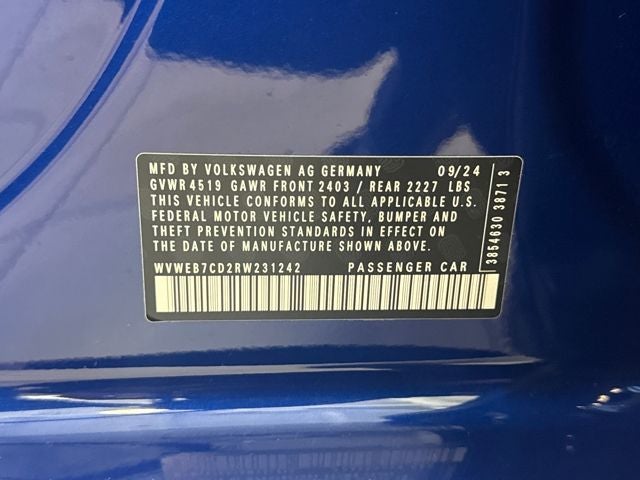 MFD BY VOLKSWAGEN AG GERMANY 09/24
GVWR 4519 GAWR FRONT 2403 / REAR 2227 LBS
THIS VEHICLE CONFORMS TO ALL APPLICABLE U.S.
FEDERAL MOTOR VEHICLE SAFETY, BUMPER AND
THEFT PREVENTION STANDARDS IN EFFECT ON
THE DATE OF MANUFACTURE SHOWN ABOVE.
WVWEB7CD2RW231242 PASSENGER CAR
3854630 3871 3